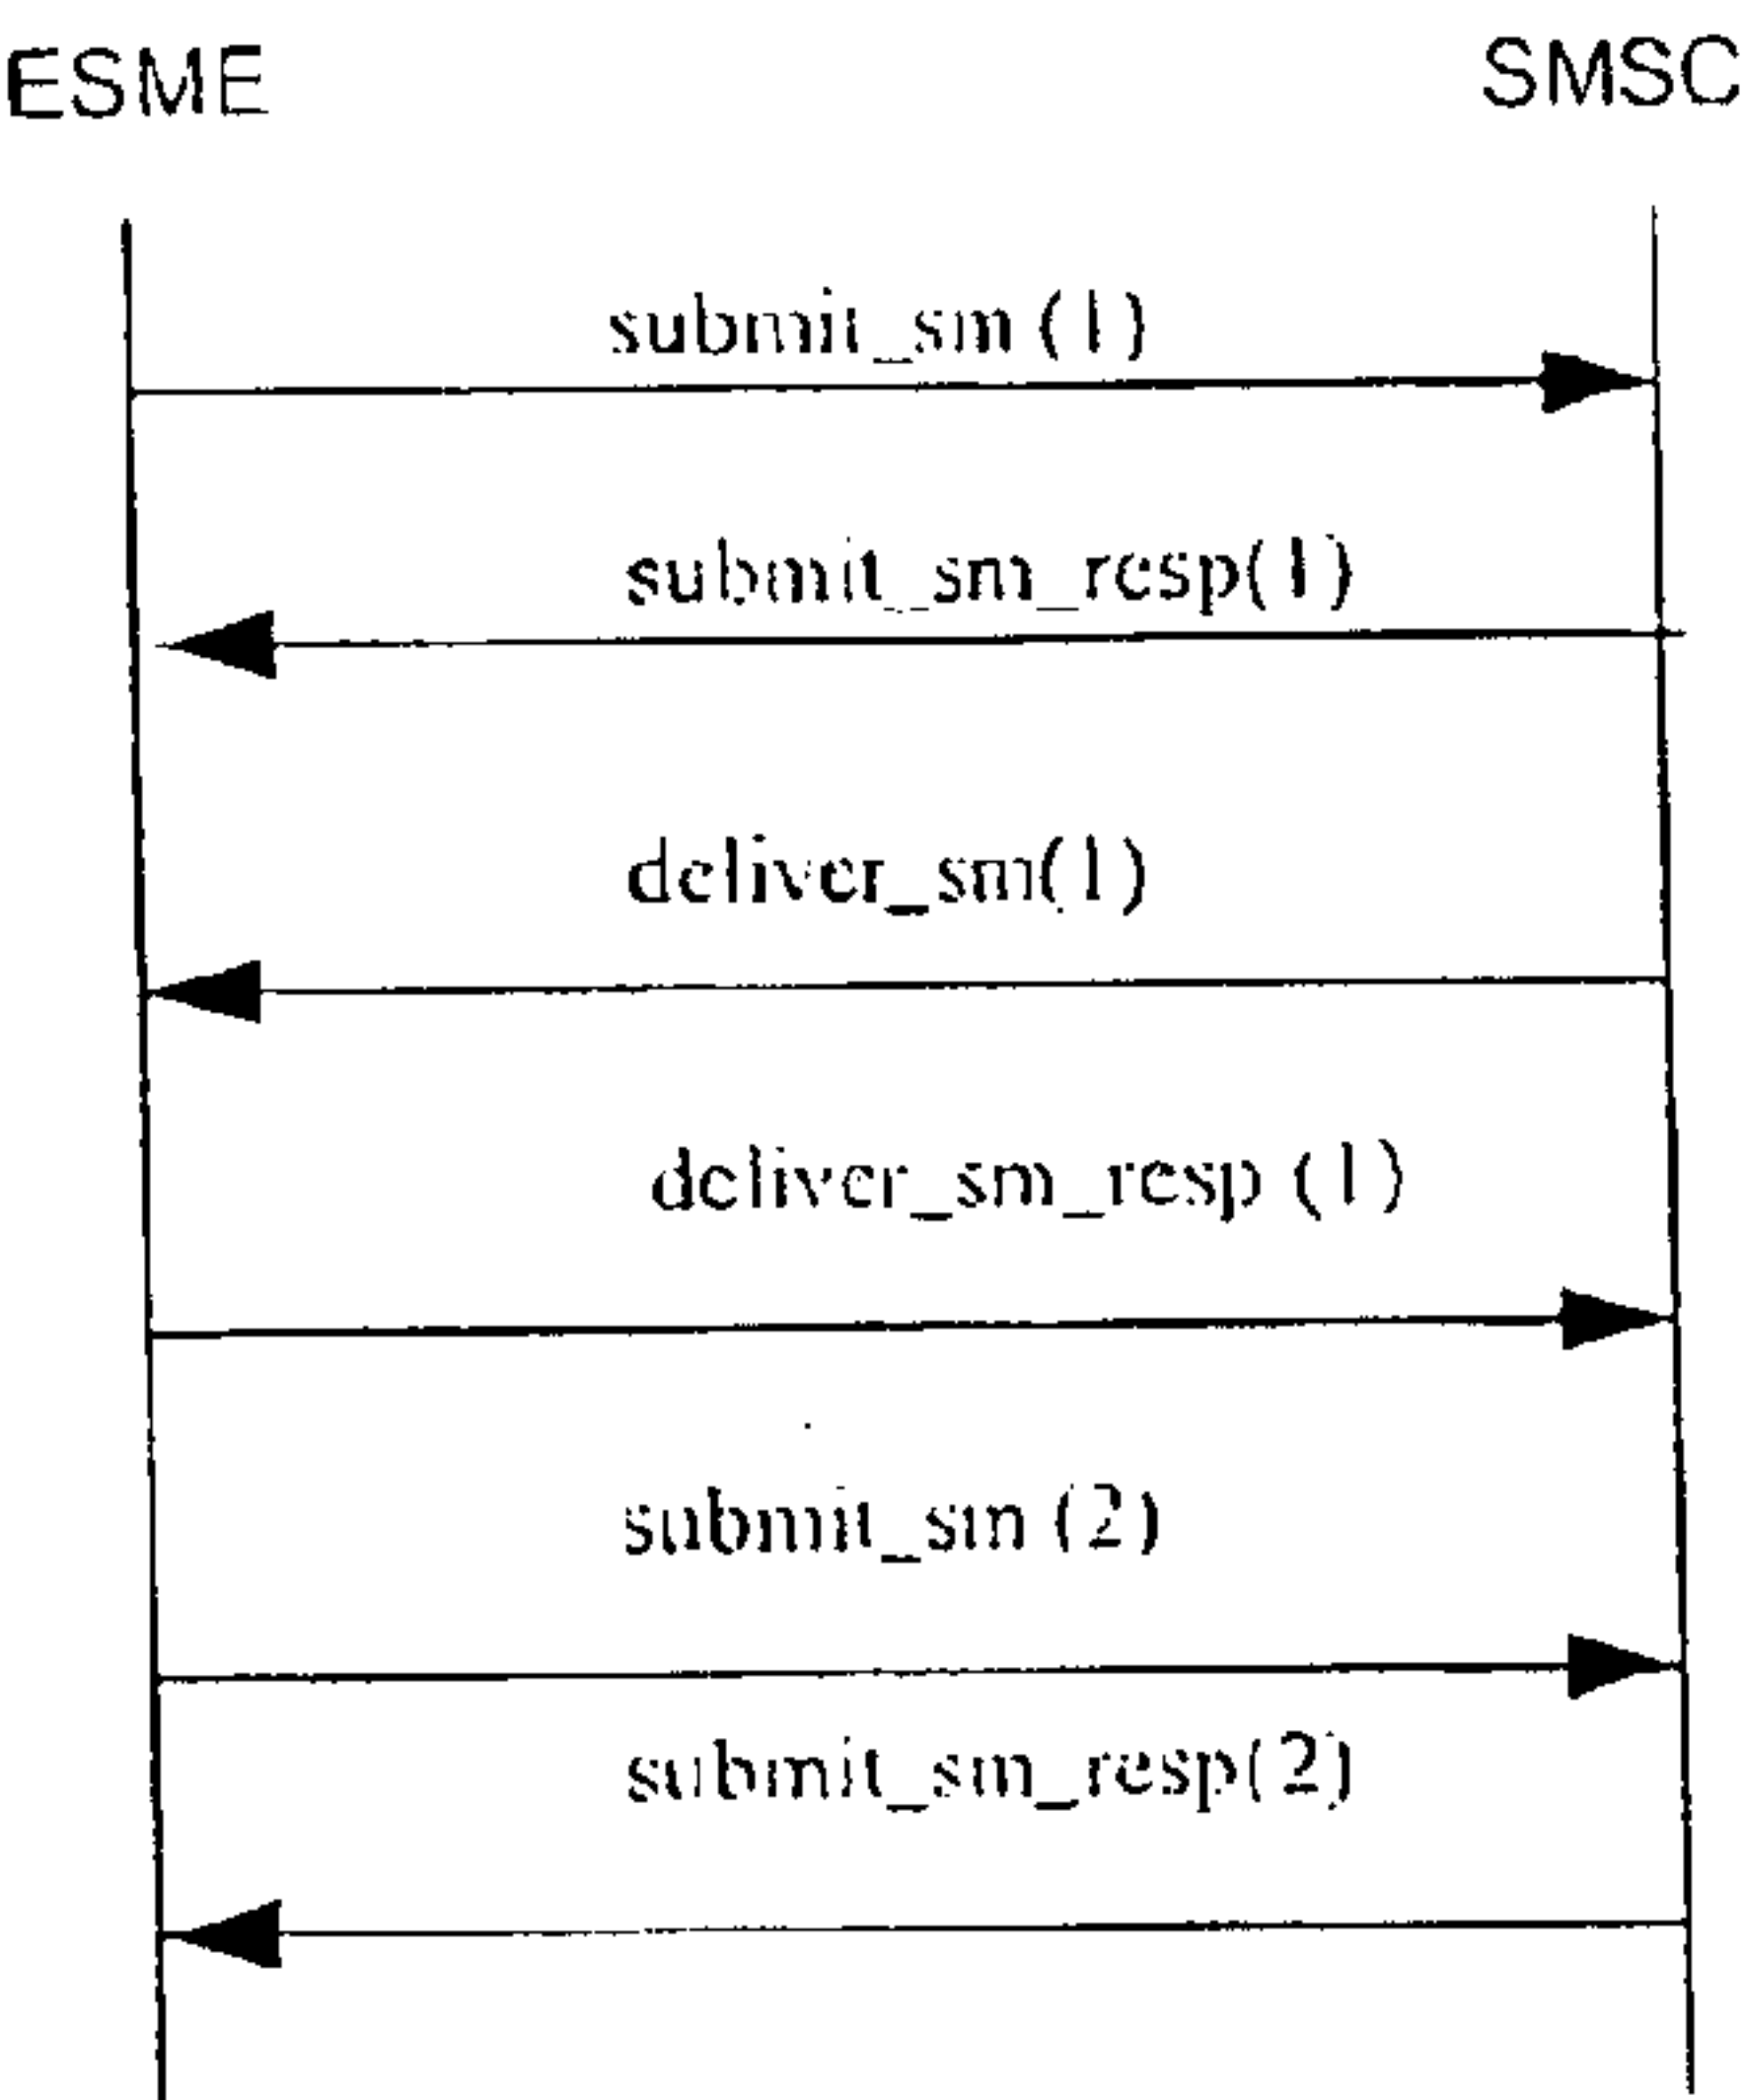 ESME SMSC
submit_sm (1)
submit_sm_resp(1)
deliver_sm(1)
deliver_sm_resp (1)
submit_sm (2)
submit_sm_resp(2)